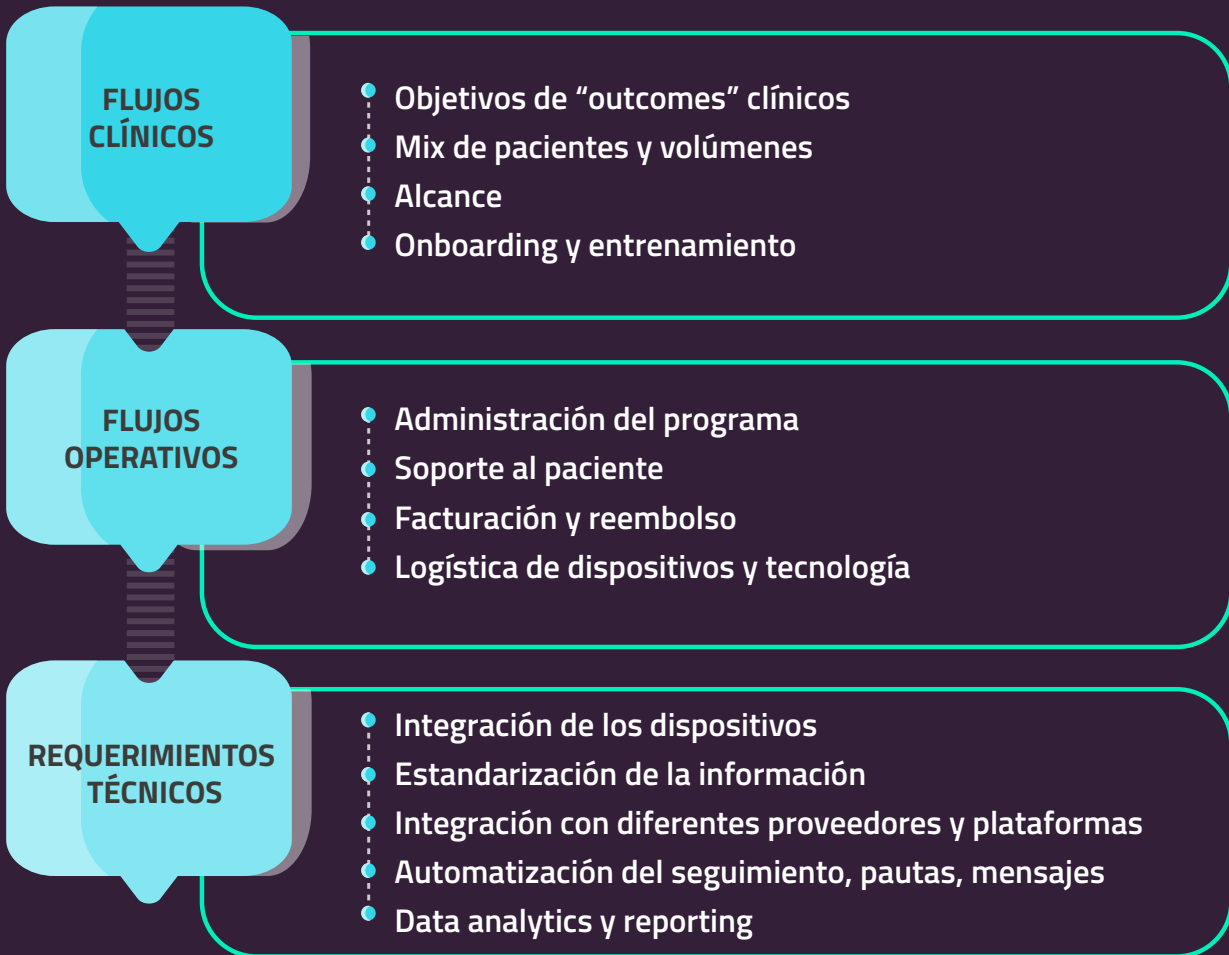 FLUJOS
CLÍNICOS
Objetivos de “outcomes” clínicos
Mix de pacientes y volúmenes
Alcance
Onboarding y entrenamiento
FLUJOS
OPERATIVOS
Administración del programa
Soporte al paciente
Facturación y reembolso
Logística de dispositivos y tecnología
REQUERIMIENTOS
TÉCNICOS
Integración de los dispositivos
Estandarización de la información
Integración con diferentes proveedores y plataformas
Automatización del seguimiento, pautas, mensajes
Data analytics y reporting